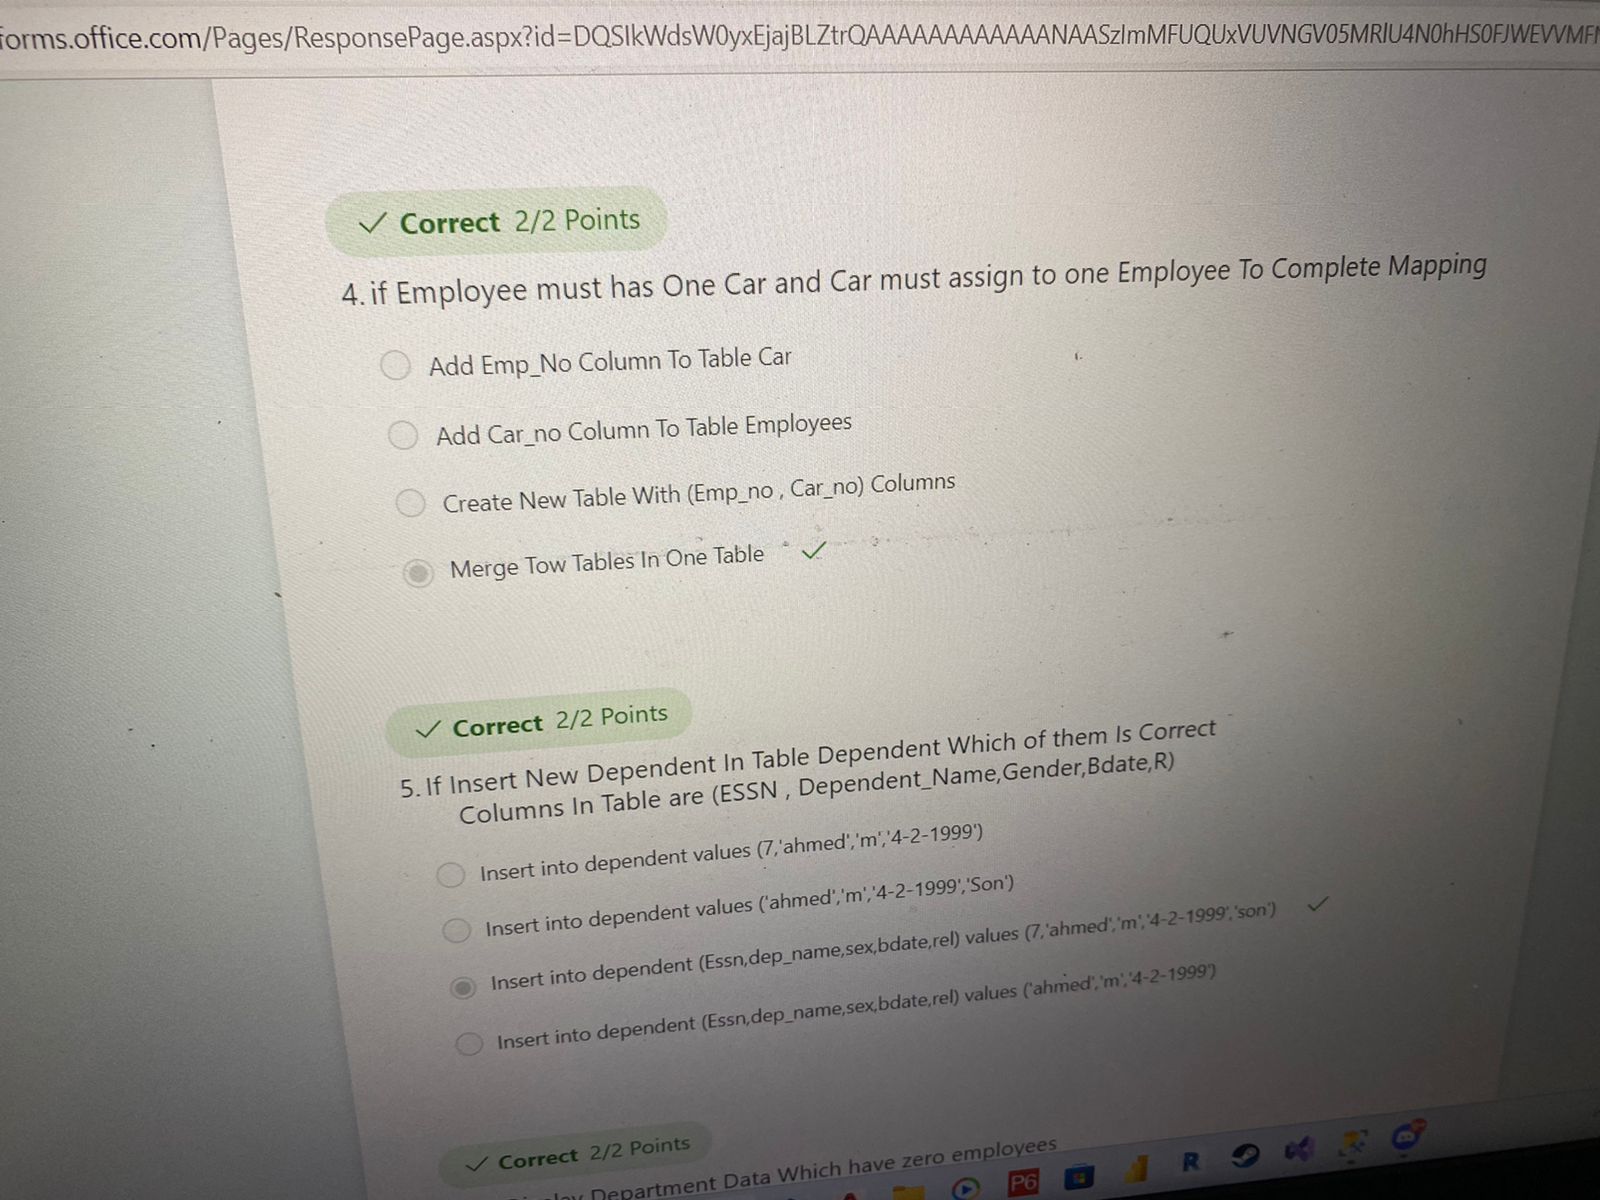 forms.office.com/Pages/ResponsePage.aspx?id=
Correct 2/2 Points
4. if Employee must has One Car and Car must assign to one Employee To Complete Mapping
Add Emp_No Column To Table Car
Add Car_no Column To Table Employees
Create New Table With (Emp_no , Car_no) Columns
Merge Tow Tables In One Table
Correct 2/2 Points
5. If Insert New Dependent In Table Dependent Which of them Is Correct
Columns In Table are (ESSN , Dependent_Name,Gender,Bdate,R)
Insert into dependent values (7,'ahmed','m','4-2-1999')
Insert into dependent values ('ahmed','m','4-2-1999','Son')
Insert into dependent (Essn,dep_name,sex,bdate,rel) values (7,'ahmed','m','4-2-1999','son')
Insert into dependent (Essn,dep_name,sex,bdate,rel) values ('ahmed','m','4-2-1999')
Correct 2/2 Points
Department Data Which have zero employees
P6
R